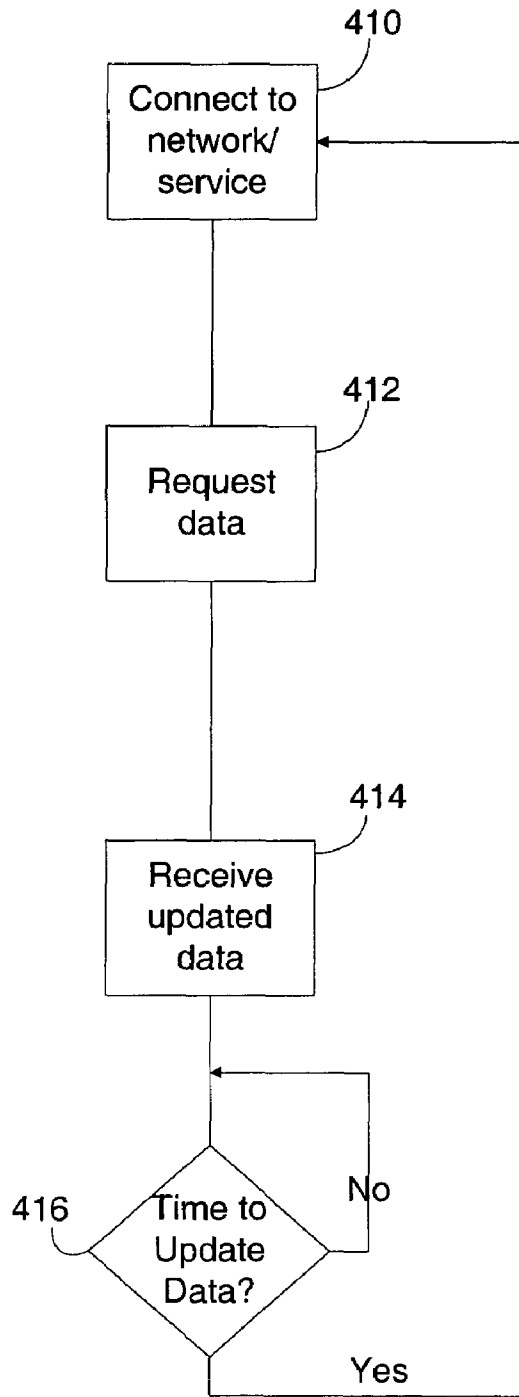 410
Connect to
network/
service
412
Request
data
414
Receive
updated
data
416
Time to
Update
Data?
No
Yes